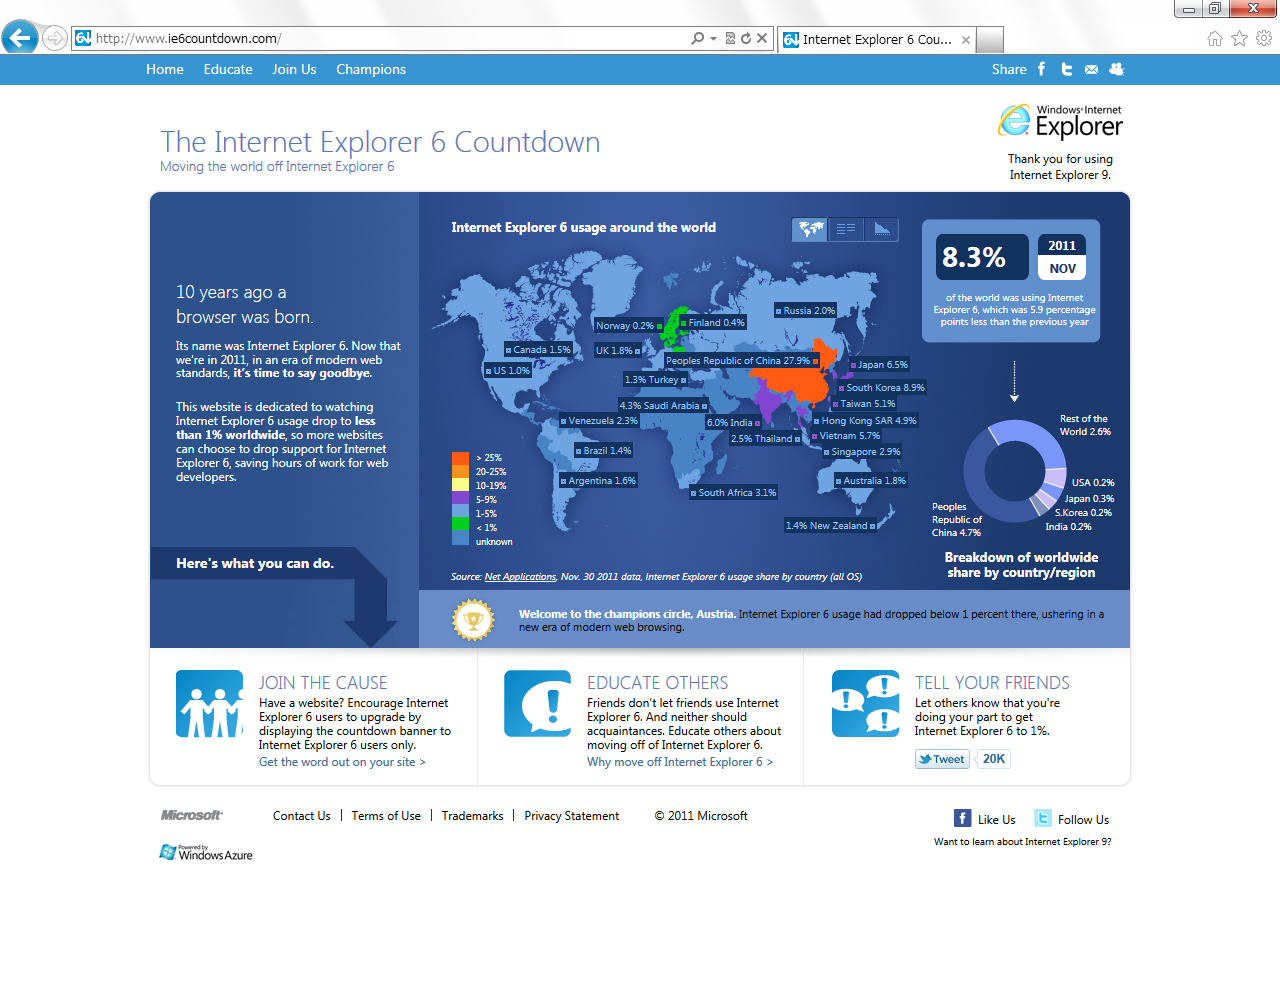 http://www.ie6countdown.com/
Internet Explorer 6 Cou...
Home Educate Join Us Champions
Share
The Internet Explorer 6 Countdown
Moving the world off Internet Explorer 6
Windows Internet
Explorer
Thank you for using
Internet Explorer 9.
10 years ago a
browser was born.
Its name was Internet Explorer 6. Now that
we're in 2011, in an era of modern web
standards, it's time to say goodbye.
This website is dedicated to watching
Internet Explorer 6 usage drop to less
than 1% worldwide, so more websites
can choose to drop support for Internet
Explorer 6, saving hours of work for web
developers.
Here's what you can do.
Internet Explorer 6 usage around the world
Russia 2.0%
Norway 0.2%
Finland 0.4%
Canada 1.5%
UK 1.8%
Peoples Republic of China 27.9%
Japan 6.5%
US 1.0%
1.3% Turkey
South Korea 8.9%
4.3% Saudi Arabia
Taiwan 5.1%
Venezuela 2.3%
6.0% India
Hong Kong SAR 4.9%
2.5% Thailand
Vietnam 5.7%
Brazil 1.4%
Singapore 2.9%
Argentina 1.6%
Australia 1.8%
South Africa 3.1%
1.4% New Zealand
> 25%
20-25%
10-19%
5-9%
1-5%
< 1%
unknown
Source: Net Applications, Nov. 30 2011 data, Internet Explorer 6 usage share by country (all OS)
8.3%
2011
NOV
of the world was using Internet
Explorer 6, which was 5.9 percentage
points less than the previous year
Rest of the
World 2.6%
USA 0.2%
Japan 0.3%
S.Korea 0.2%
India 0.2%
Peoples
Republic of
China 4.7%
Breakdown of worldwide
share by country/region
Welcome to the champions circle, Austria. Internet Explorer 6 usage had dropped below 1 percent there, ushering in a
new era of modern web browsing.
JOIN THE CAUSE
Have a website? Encourage Internet
Explorer 6 users to upgrade by
displaying the countdown banner to
Internet Explorer 6 users only.
Get the word out on your site >
EDUCATE OTHERS
Friends don't let friends use Internet
Explorer 6. And neither should
acquaintances. Educate others about
moving off of Internet Explorer 6.
Why move off Internet Explorer 6 >
TELL YOUR FRIENDS
Let others know that you're
doing your part to get
Internet Explorer 6 to 1%.
Tweet 20K
Microsoft
Contact Us | Terms of Use | Trademarks | Privacy Statement © 2011 Microsoft
Like Us Follow Us
Want to learn about Internet Explorer 9?
Powered by
Windows Azure